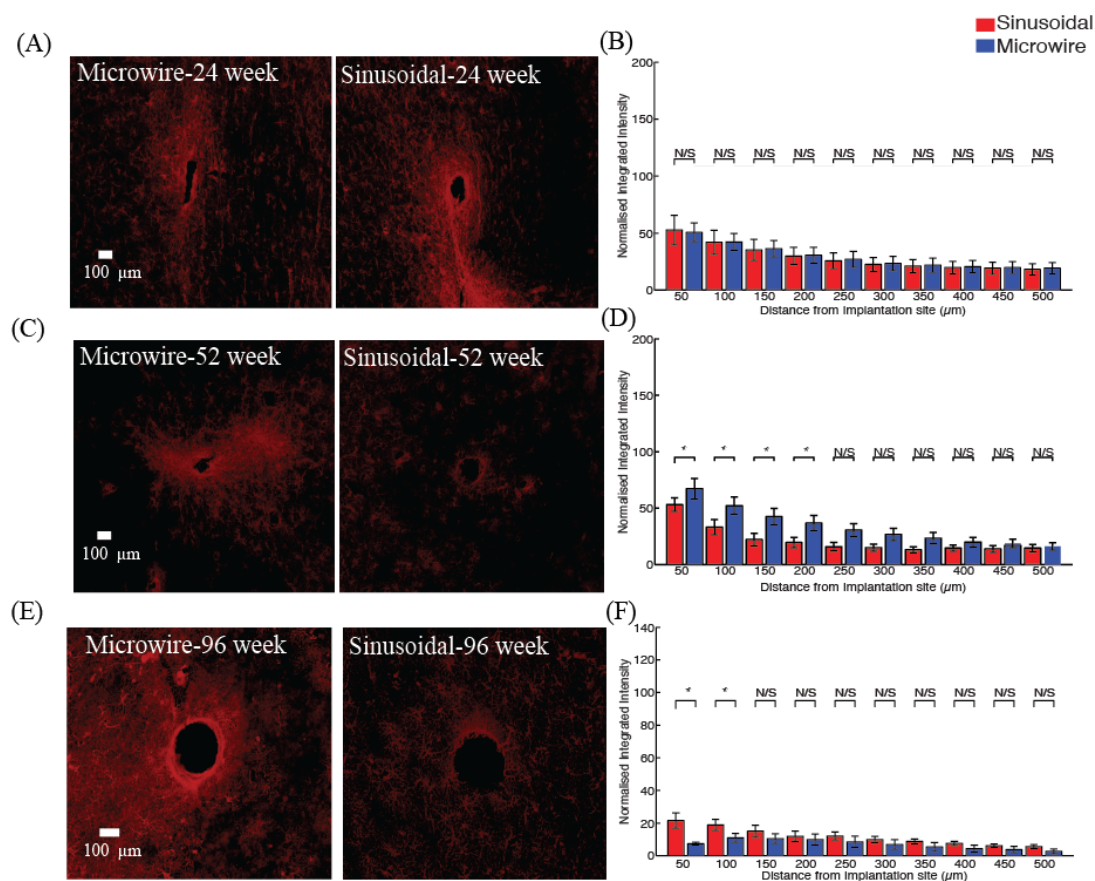 Sinusoidal
Microwire
(A)
Microwire-24 week
Sinusoidal-24 week
100 µm
(B)
200
150
100
50
0
Normalised Integrated Intensity
N/S N/S N/S N/S N/S N/S N/S N/S N/S N/S
50 100 150 200 250 300 350 400 450 500
Distance from Implantation site (µm)
(C)
Microwire-52 week
Sinusoidal-52 week
100 µm
(D)
200
150
100
50
0
Normalised Integrated Intensity
* * * * N/S N/S N/S N/S N/S N/S
50 100 150 200 250 300 350 400 450 500
Distance from Implantation site (µm)
(E)
Microwire-96 week
Sinusoidal-96 week
100 µm
(F)
140
120
100
80
60
40
20
0
Normalised Integrated Intensity
* * N/S N/S N/S N/S N/S N/S N/S N/S
50 100 150 200 250 300 350 400 450 500
Distance from Implantation site (µm)